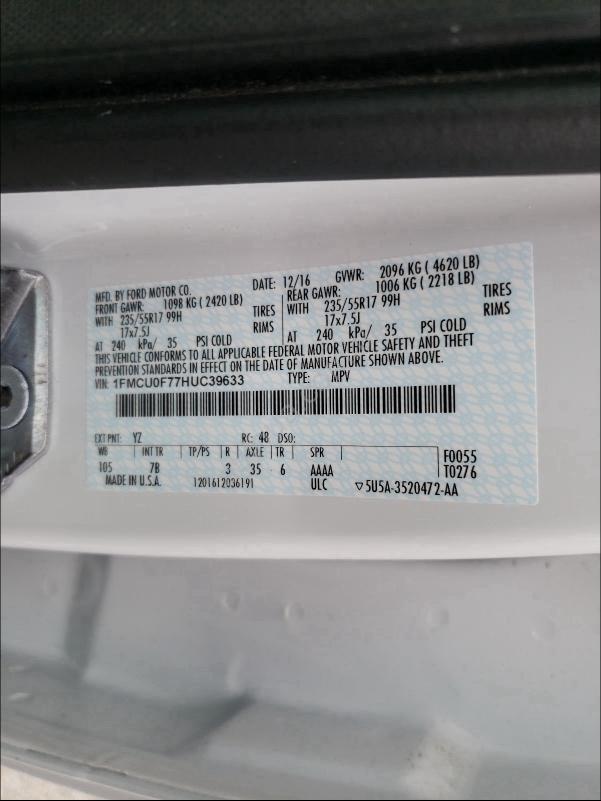 MFD. BY FORD MOTOR CO. DATE: 12/16 GVWR: 2096 KG ( 4620 LB)
FRONT GAWR: 1098 KG ( 2420 LB) REAR GAWR: 1006 KG ( 2218 LB)
WITH 235/55R17 99H TIRES WITH 235/55R17 99H TIRES
17x7.5J RIMS 17x7.5J RIMS
AT 240 kPa/ 35 PSI COLD AT 240 kPa/ 35 PSI COLD
THIS VEHICLE CONFORMS TO ALL APPLICABLE FEDERAL MOTOR VEHICLE SAFETY AND THEFT
PREVENTION STANDARDS IN EFFECT ON THE DATE OF MANUFACTURE SHOWN ABOVE.
VIN: 1FMCU0F77HUC39633 TYPE: MPV
EXT PNT: YZ RC: 48 DSO:
WB INT TR TP/PS R AXLE TR SPR F0055
105 7B 3 35 6 AAAA T0276
MADE IN U.S.A. 1201612036191 ULC ▽5U5A-3520472-AA